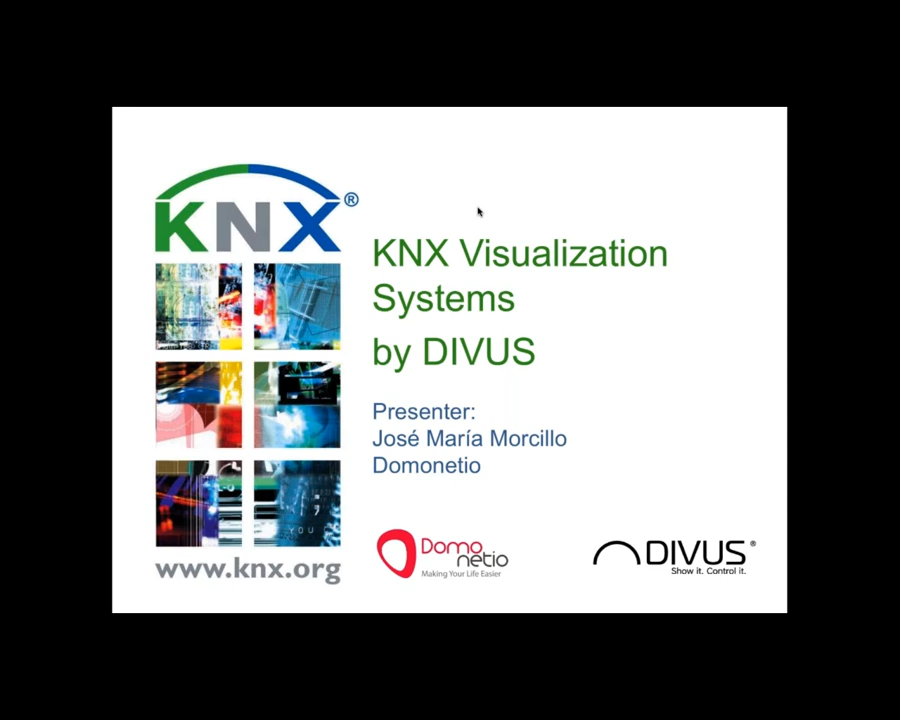 KNX®
KNX Visualization
Systems
by DIVUS
Presenter:
José María Morcillo
Domonetio
YOU
www.knx.org
Domo
netio
Making Your Life Easier
DIVUS®
Show it. Control it.